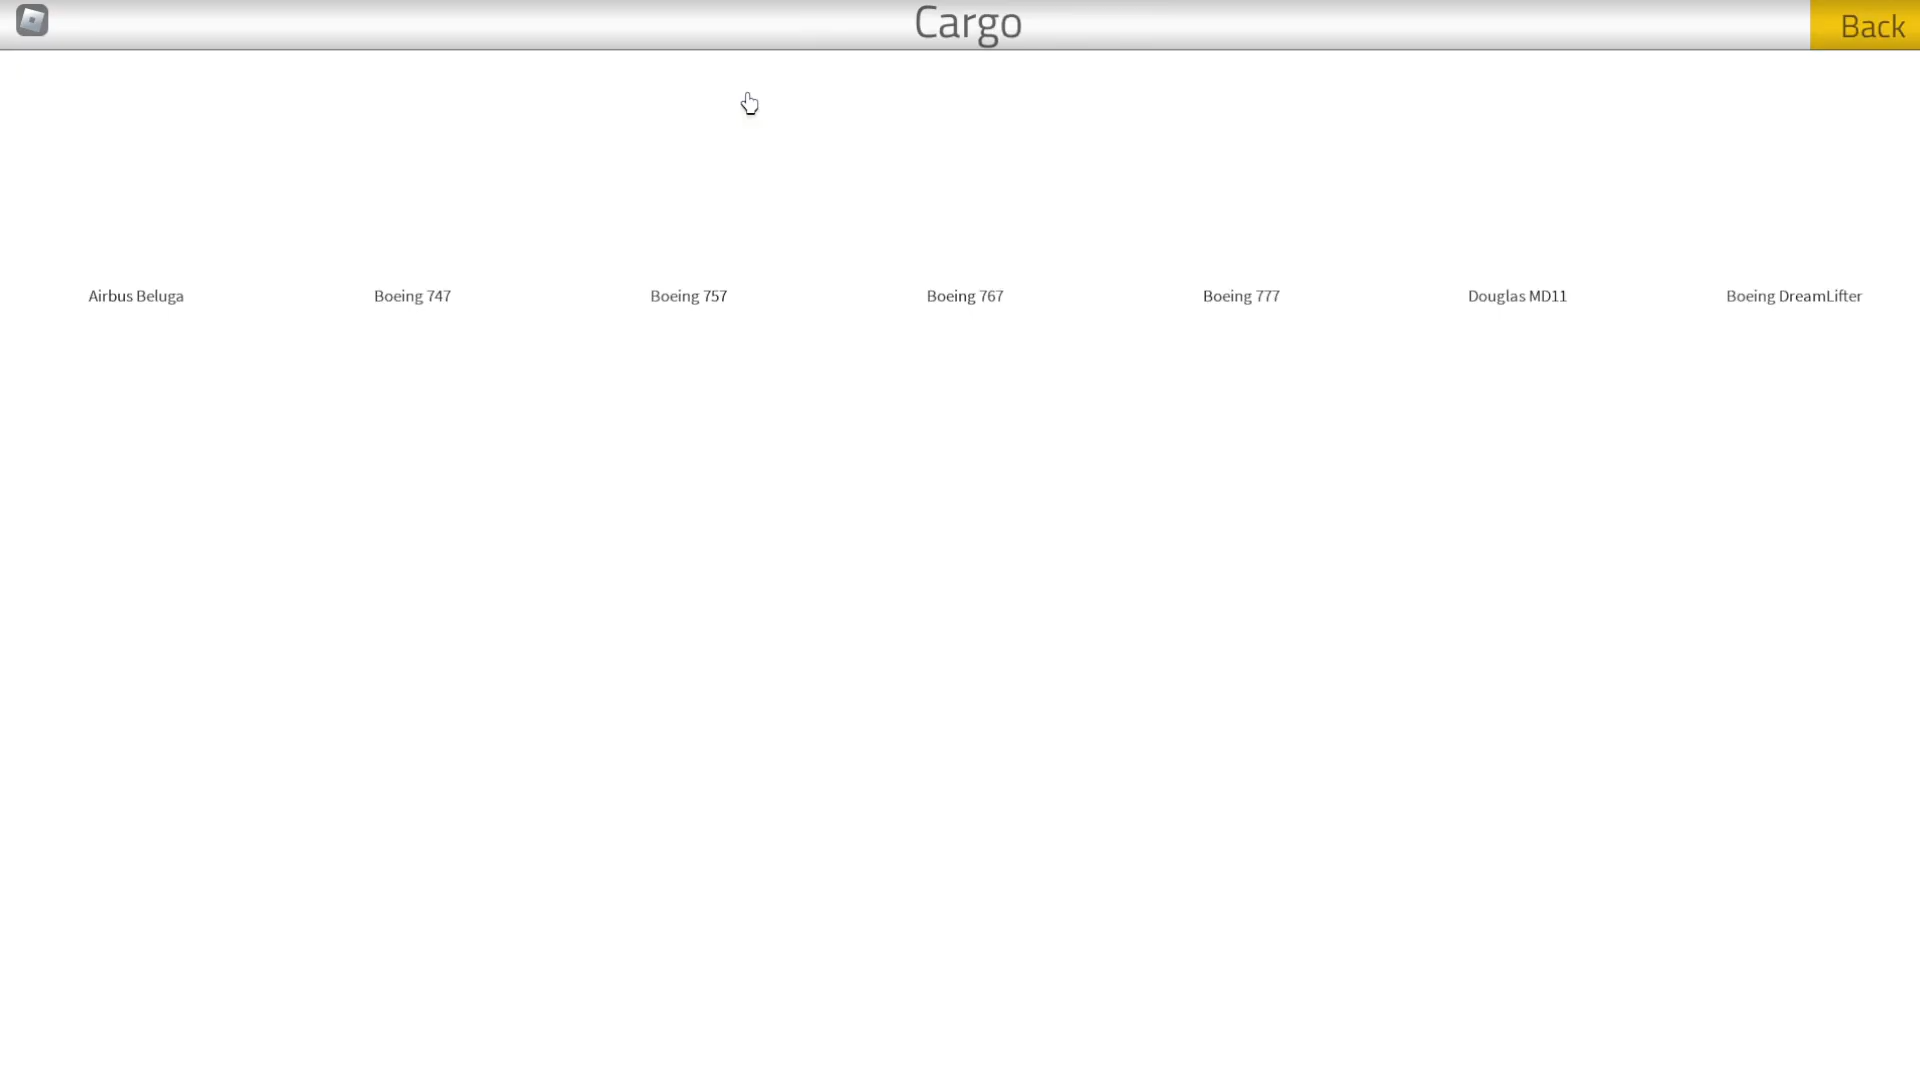 Cargo
Back
Airbus Beluga
Boeing 747
Boeing 757
Boeing 767
Boeing 777
Douglas MD11
Boeing DreamLifter